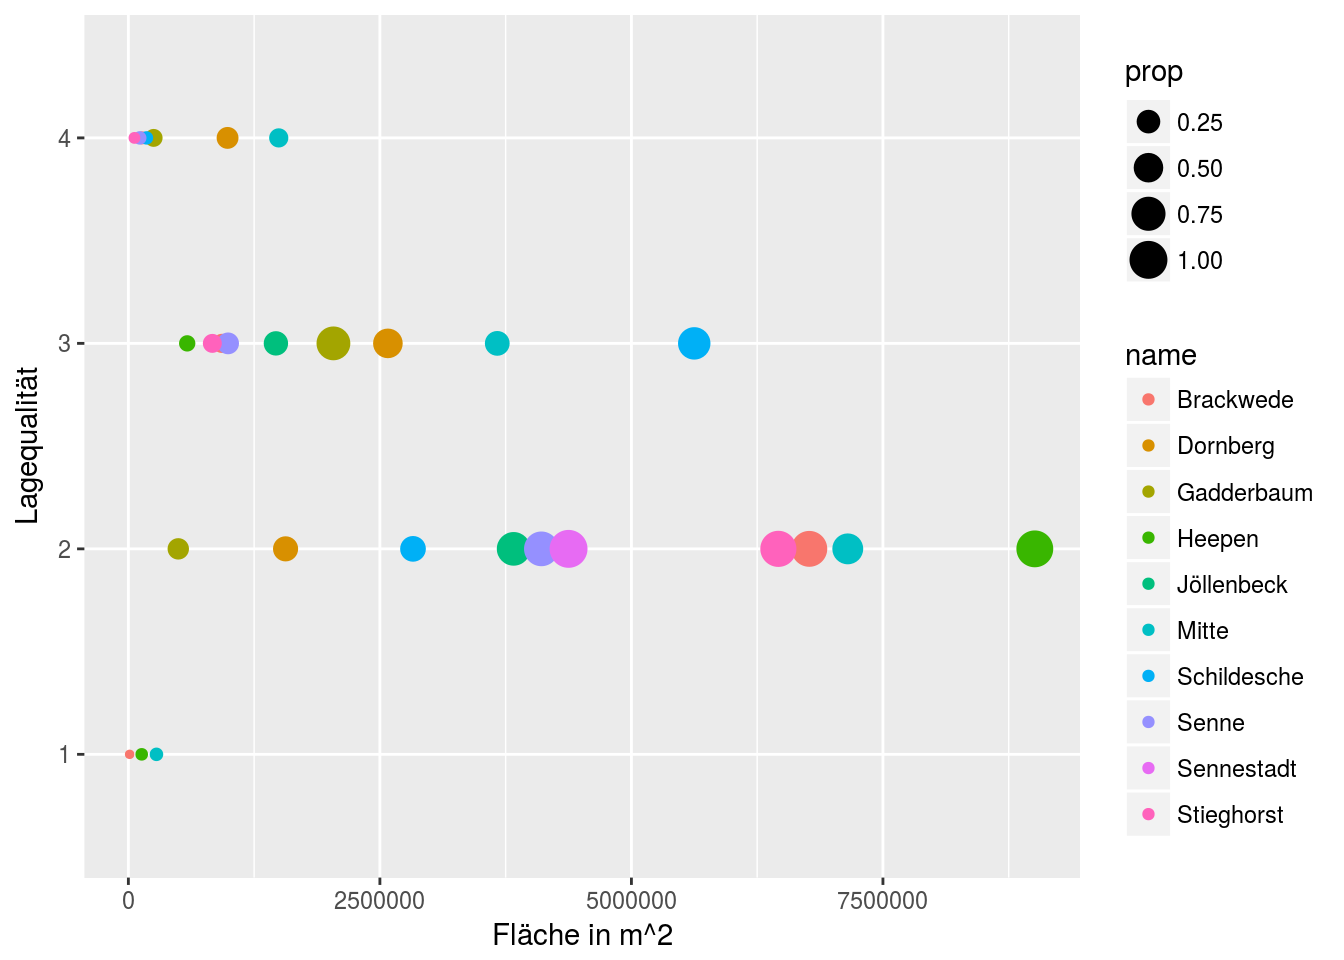 4
3
2
1
Lagequalität
0
2500000
5000000
7500000
Fläche in m^2
prop
0.25
0.50
0.75
1.00
name
Brackwede
Dornberg
Gadderbaum
Heepen
Jöllenbeck
Mitte
Schildesche
Senne
Sennestadt
Stieghorst